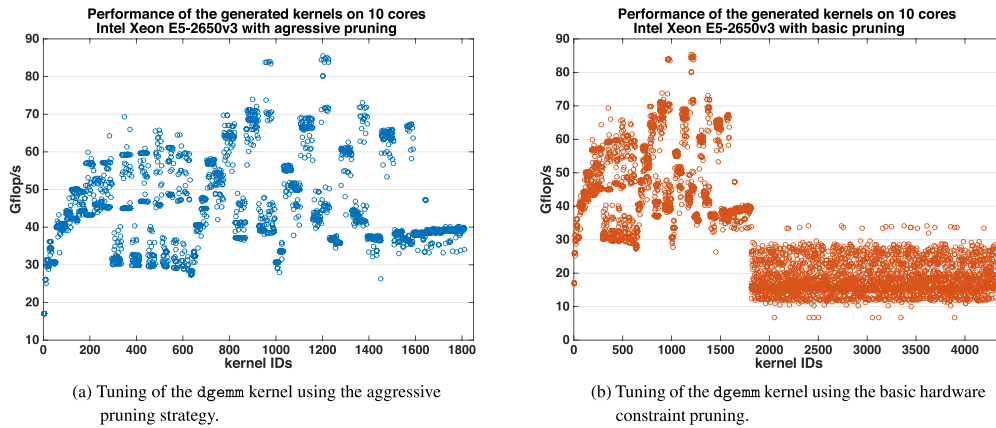 Performance of the generated kernels on 10 cores
Intel Xeon E5-2650v3 with agressive pruning
90
80
70
60
50
40
30
20
10
Gflop/s
0 200 400 600 800 1000 1200 1400 1600 1800
kernel IDs
(a) Tuning of the dgemm kernel using the aggressive
pruning strategy.
Performance of the generated kernels on 10 cores
Intel Xeon E5-2650v3 with basic pruning
90
80
70
60
50
40
30
20
10
0
Gflop/s
0 500 1000 1500 2000 2500 3000 3500 4000
kernel IDs
(b) Tuning of the dgemm kernel using the basic hardware
constraint pruning.